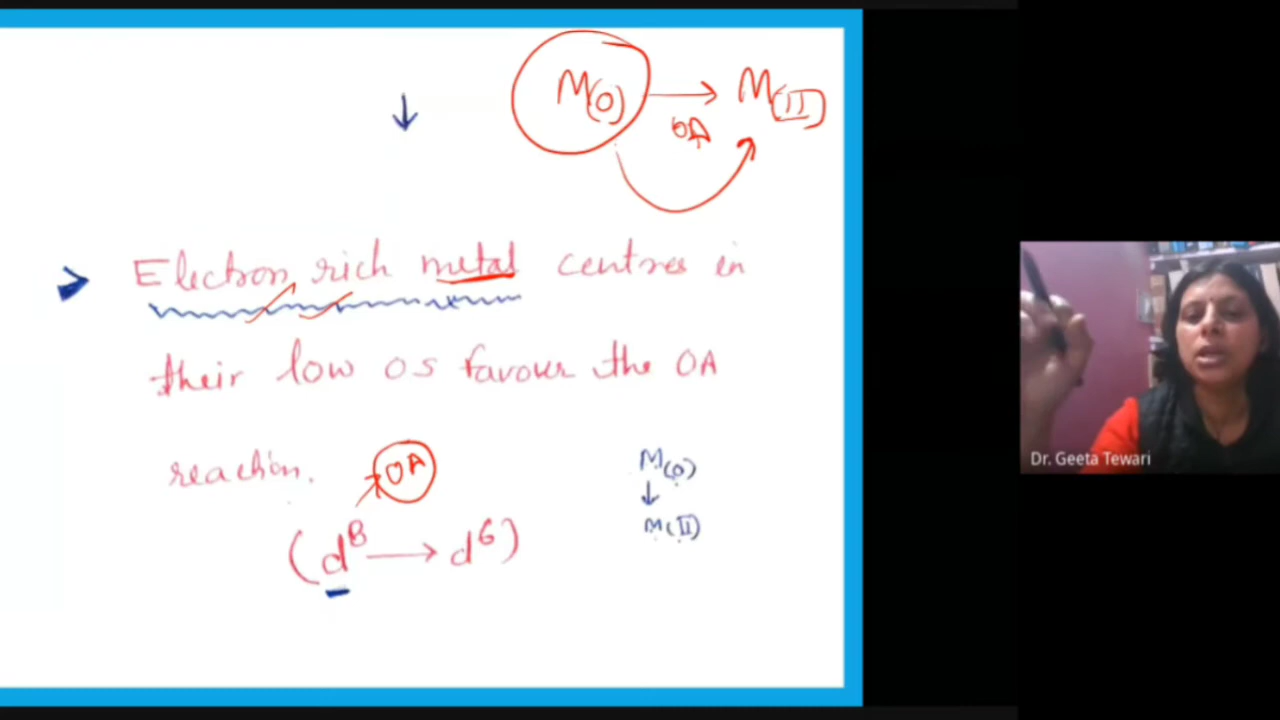 M(0) → M(II)
OA
Electron rich metal centres in
their low OS favour the OA
reaction.
OA
(d⁸ → d⁶)
M(0)
↓
M(II)
Dr. Geeta Tewari